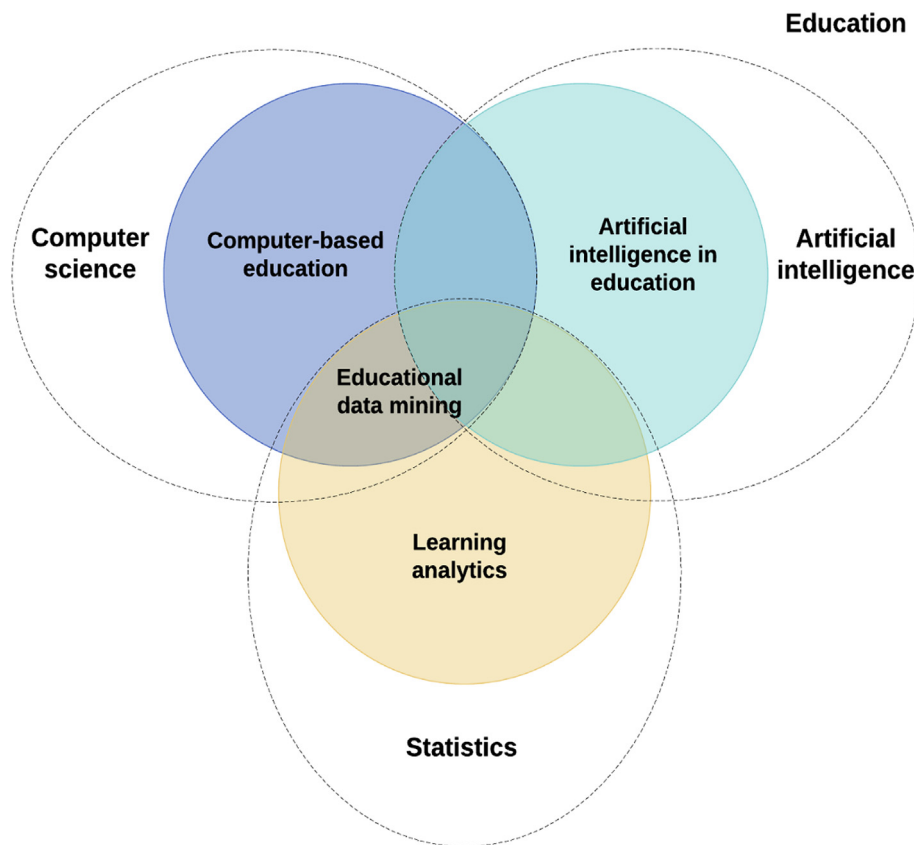 Education
Computer
science
Computer-based
education
Artificial
intelligence in
education
Artificial
intelligence
Educational
data mining
Learning
analytics
Statistics